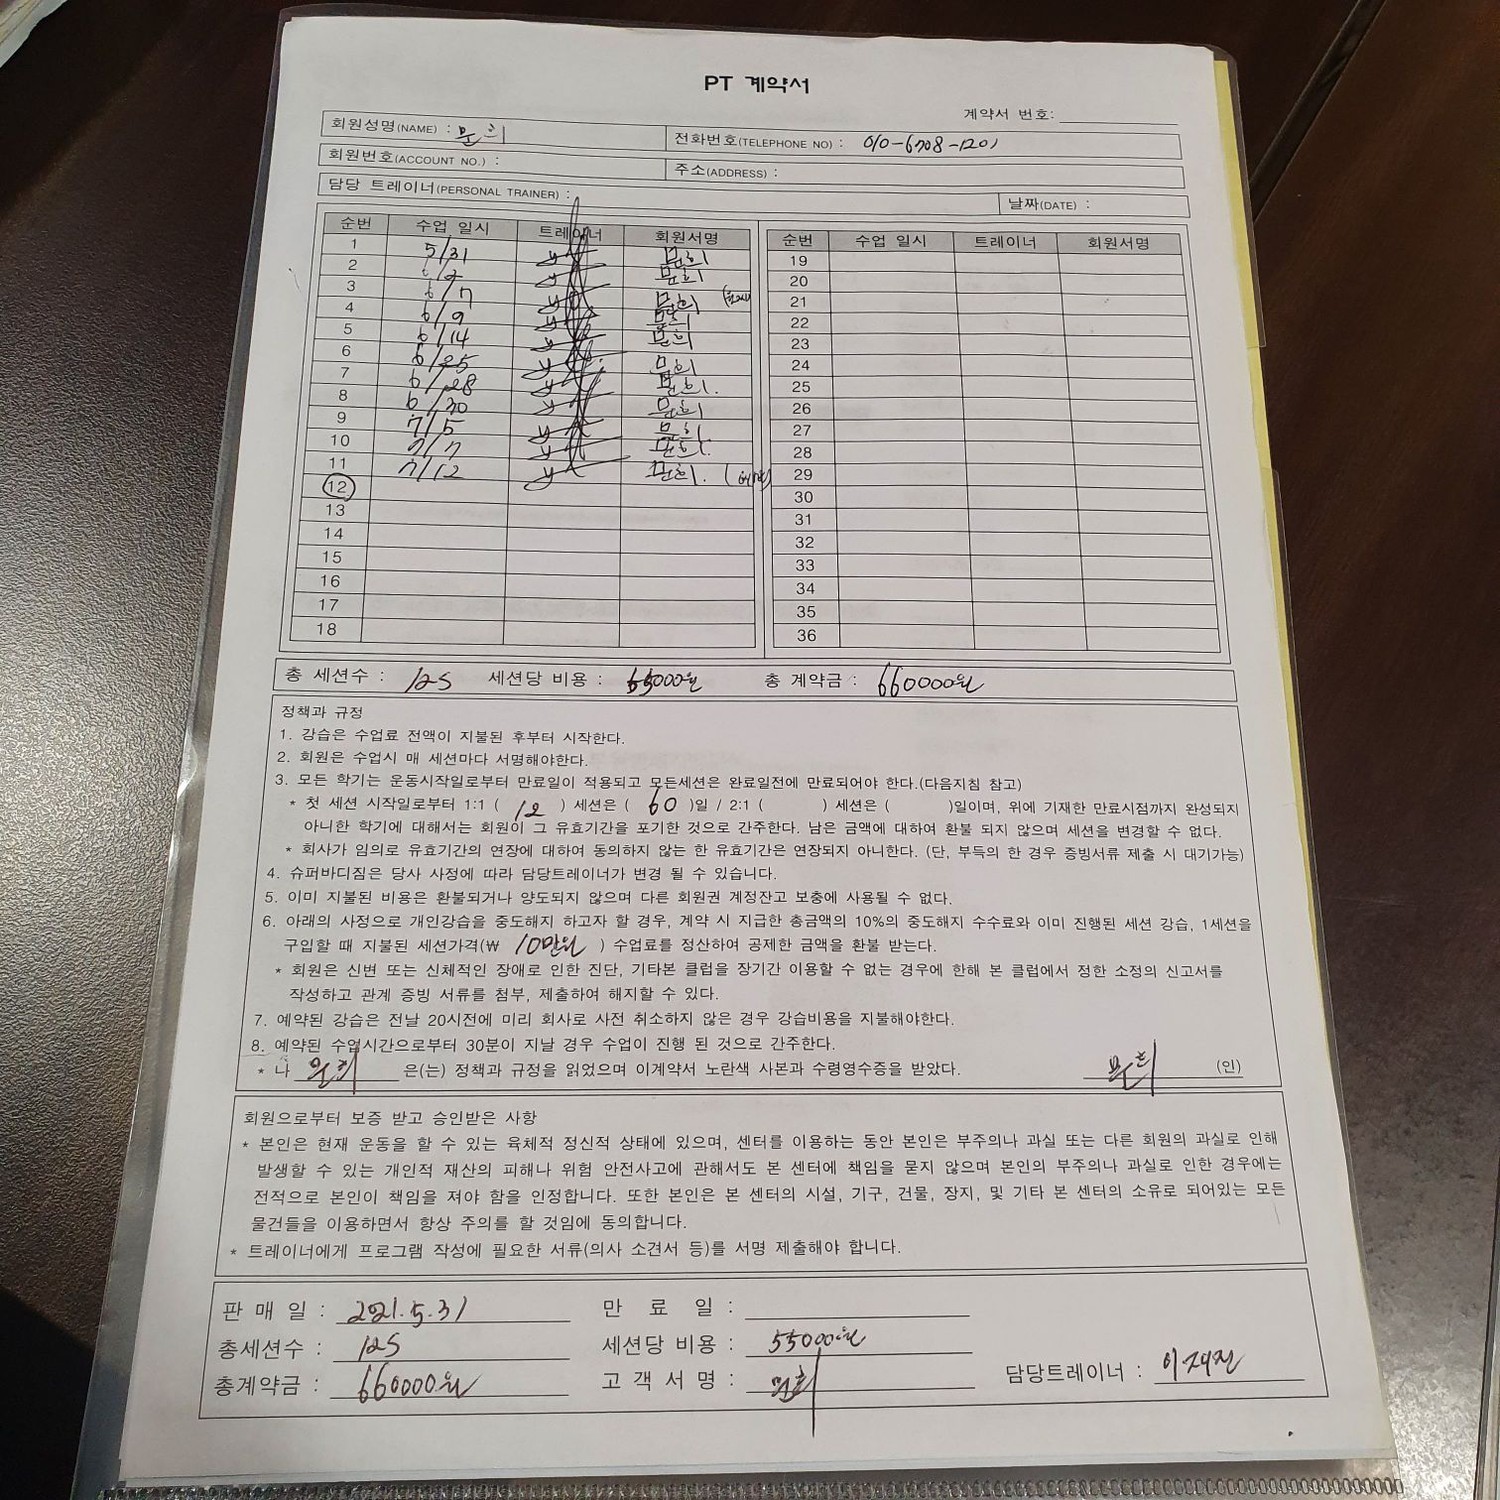 PT 계약서
계약서 번호:
회원성명(NAME) : 문희
전화번호(TELEPHONE NO) : 010-6708-1201
회원번호(ACCOUNT NO.) :
주소(ADDRESS) :
담당 트레이너(PERSONAL TRAINER) :
날짜(DATE) :
순번 수업 일시 트레이너 회원서명
1 5/31 문희
2 6/2 문희
3 6/7 문희
4 6/9 문희
5 6/14 문희
6 6/25 문희
7 6/28 문희.
8 6/30 문희
9 7/5 문희
10 7/7 문희.
11 7/12 문희.
12
13
14
15
16
17
18
순번 수업 일시 트레이너 회원서명
19
20
21
22
23
24
25
26
27
28
29
30
31
32
33
34
35
36
총 세션수 : 12S 세션당 비용 : 55000원 총 계약금 : 660000원
정책과 규정
1. 강습은 수업료 전액이 지불된 후부터 시작한다.
2. 회원은 수업시 매 세션마다 서명해야한다.
3. 모든 학기는 운동시작일로부터 만료일이 적용되고 모든세션은 완료일전에 만료되어야 한다.(다음지침 참고)
* 첫 세션 시작일로부터 1:1 ( 12 ) 세션은 ( 60 )일 / 2:1 ( ) 세션은 ( )일이며, 위에 기재한 만료시점까지 완성되지
아니한 학기에 대해서는 회원이 그 유효기간을 포기한 것으로 간주한다. 남은 금액에 대하여 환불 되지 않으며 세션을 변경할 수 없다.
* 회사가 임의로 유효기간의 연장에 대하여 동의하지 않는 한 유효기간은 연장되지 아니한다. (단, 부득의 한 경우 증빙서류 제출 시 대기가능)
4. 슈퍼바디짐은 당사 사정에 따라 담당트레이너가 변경 될 수 있습니다.
5. 이미 지불된 비용은 환불되거나 양도되지 않으며 다른 회원권 계정잔고 보충에 사용될 수 없다.
6. 아래의 사정으로 개인강습을 중도해지 하고자 할 경우, 계약 시 지급한 총금액의 10%의 중도해지 수수료와 이미 진행된 세션 강습, 1세션을
구입할 때 지불된 세션가격(₩ 10만원 ) 수업료를 정산하여 공제한 금액을 환불 받는다.
* 회원은 신변 또는 신체적인 장애로 인한 진단, 기타본 클럽을 장기간 이용할 수 없는 경우에 한해 본 클럽에서 정한 소정의 신고서를
작성하고 관계 증빙 서류를 첨부, 제출하여 해지할 수 있다.
7. 예약된 강습은 전날 20시전에 미리 회사로 사전 취소하지 않은 경우 강습비용을 지불해야한다.
8. 예약된 수업시간으로부터 30분이 지날 경우 수업이 진행 된 것으로 간주한다.
* 나 문희 은(는) 정책과 규정을 읽었으며 이계약서 노란색 사본과 수령영수증을 받았다. 문희 (인)
회원으로부터 보증 받고 승인받은 사항
* 본인은 현재 운동을 할 수 있는 육체적 정신적 상태에 있으며, 센터를 이용하는 동안 본인은 부주의나 과실 또는 다른 회원의 과실로 인해
발생할 수 있는 개인적 재산의 피해나 위험 안전사고에 관해서도 본 센터에 책임을 묻지 않으며 본인의 부주의나 과실로 인한 경우에는
전적으로 본인이 책임을 져야 함을 인정합니다. 또한 본인은 본 센터의 시설, 기구, 건물, 장지, 및 기타 본 센터의 소유로 되어있는 모든
물건들을 이용하면서 항상 주의를 할 것임에 동의합니다.
* 트레이너에게 프로그램 작성에 필요한 서류(의사 소견서 등)를 서명 제출해야 합니다.
판 매 일 : 2021.5.31 만 료 일 :
총세션수 : 12S 세션당 비용 : 55000원
총계약금 : 660000원 고 객 서 명 : 문희 담당트레이너 : 이재진